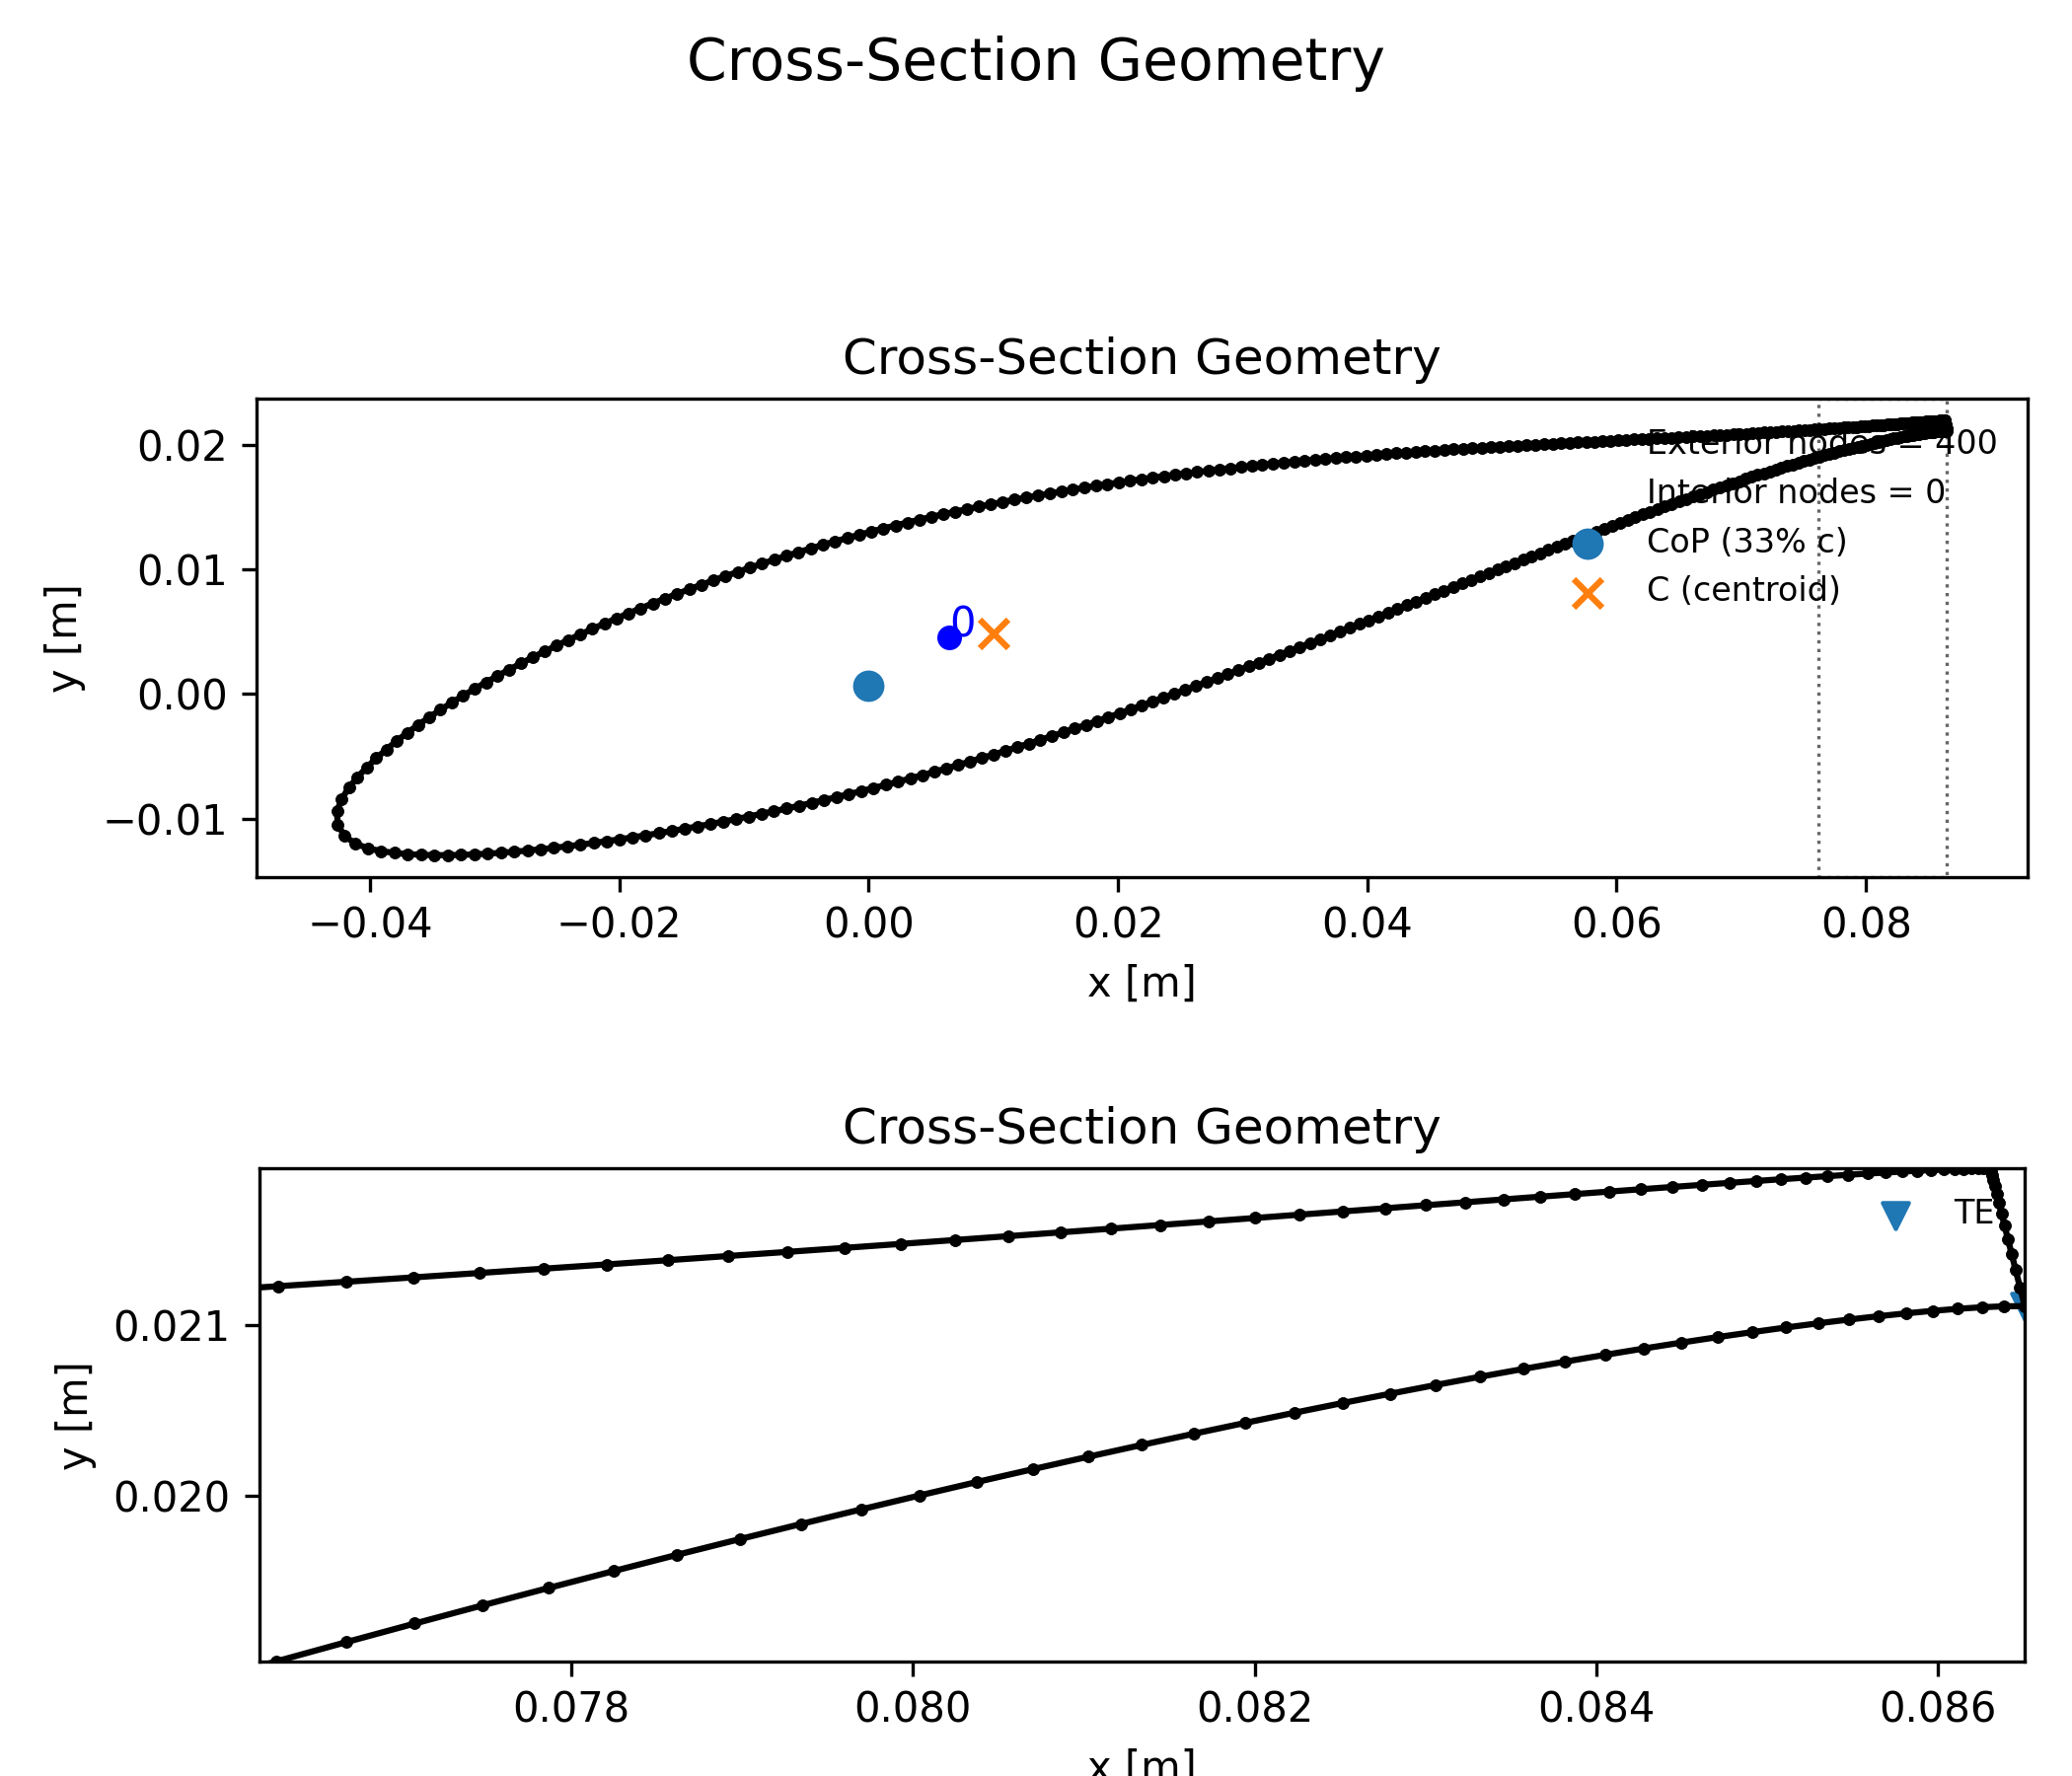 Cross-Section Geometry
Cross-Section Geometry
0.02
0.01
0.00
−0.01
y [m]
Exterior nodes = 400
Interior nodes = 0
CoP (33% c)
C (centroid)
0
−0.04 −0.02 0.00 0.02 0.04 0.06 0.08
x [m]
Cross-Section Geometry
TE
0.021
0.020
y [m]
0.078 0.080 0.082 0.084 0.086
x [m]